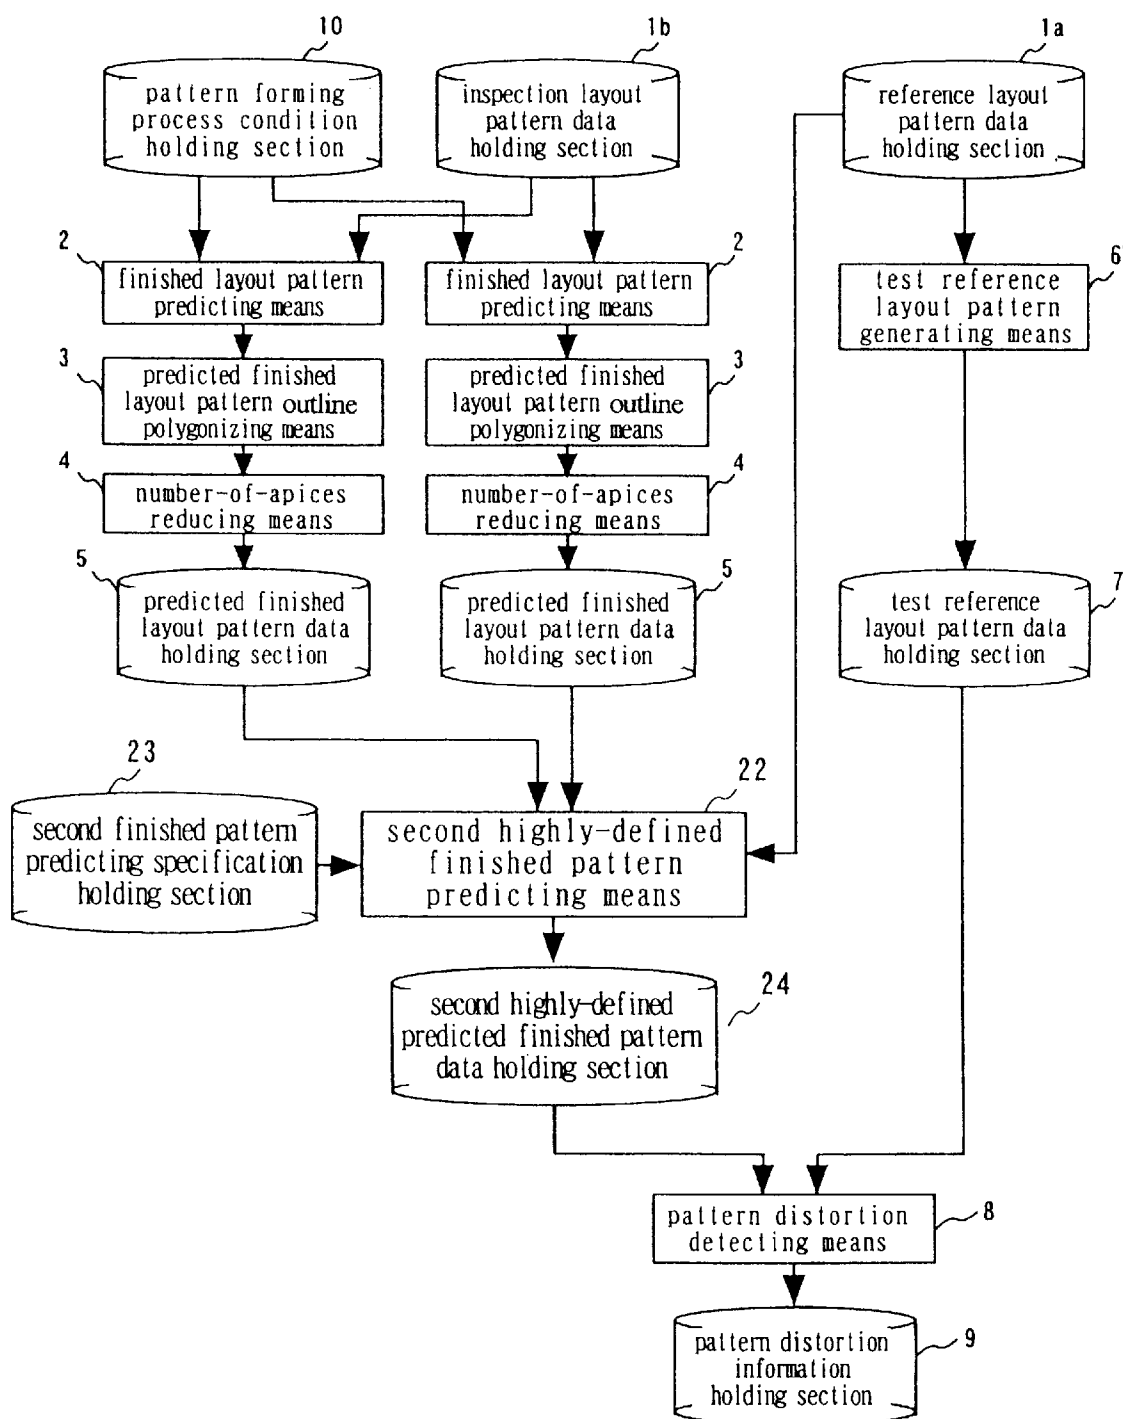 10
1b
1a
pattern forming
process condition
holding section
inspection layout
pattern data
holding section
reference layout
pattern data
holding section
2
finished layout pattern
predicting means
2
finished layout pattern
predicting means
6
test reference
layout pattern
generating means
3
predicted finished
layout pattern outline
polygonizing means
3
predicted finished
layout pattern outline
polygonizing means
4
number-of-apices
reducing means
4
number-of-apices
reducing means
5
predicted finished
layout pattern data
holding section
5
predicted finished
layout pattern data
holding section
7
test reference
layout pattern data
holding section
23
second finished pattern
predicting specification
holding section
22
second highly-defined
finished pattern
predicting means
24
second highly-defined
predicted finished pattern
data holding section
8
pattern distortion
detecting means
9
pattern distortion
information
holding section